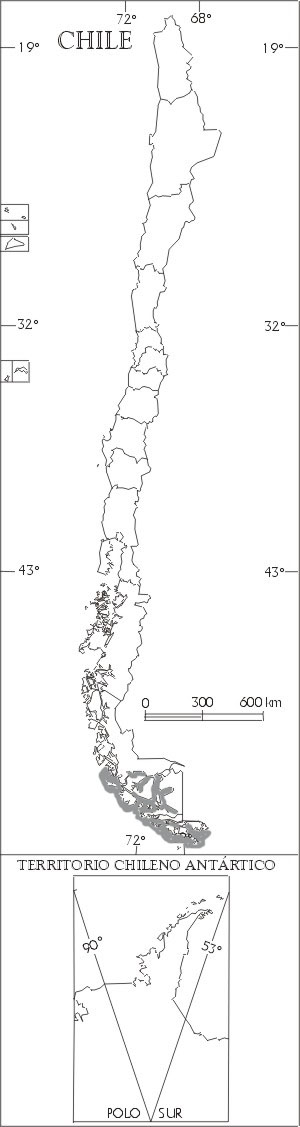 72° 68°
CHILE
19° 19°
32° 32°
43° 43°
0 300 600 km
72°
TERRITORIO CHILENO ANTÁRTICO
90° 53°
POLO SUR